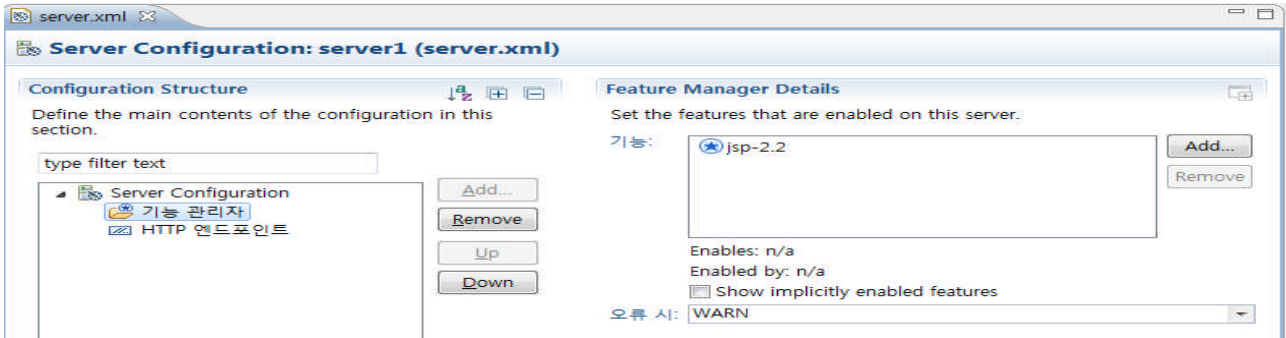 server.xml
Server Configuration: server1 (server.xml)
Configuration Structure
Define the main contents of the configuration in this
section.
type filter text
Server Configuration
기능 관리자
HTTP 엔드포인트
Add...
Remove
Up
Down
Feature Manager Details
Set the features that are enabled on this server.
기능:
jsp-2.2
Add...
Remove
Enables: n/a
Enabled by: n/a
Show implicitly enabled features
오류 시: WARN